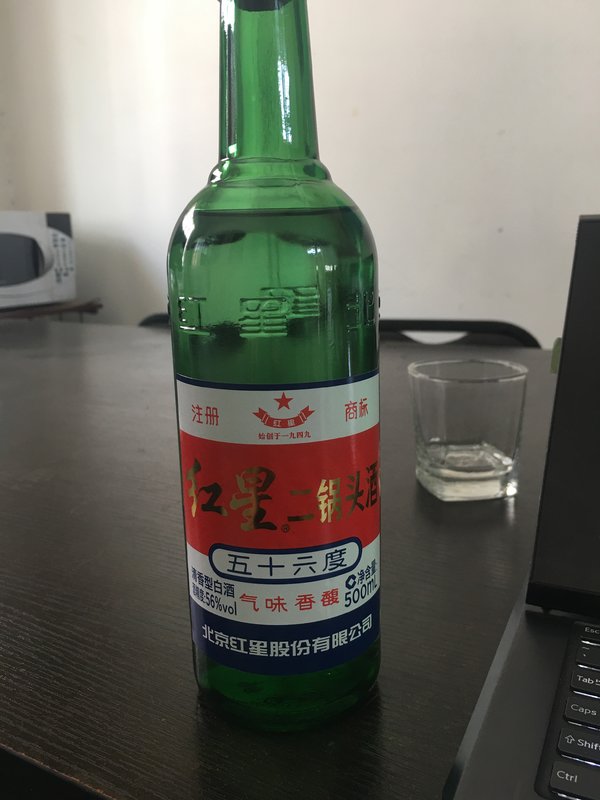 红星
注册
商标
红星
始创于一九四九
红星®二锅头酒
五十六度
清香型白酒
酒精度:56%vol
气味香馥
净含量:
500mL
北京红星股份有限公司
Esc
Tab
Caps
Shift
Ctrl